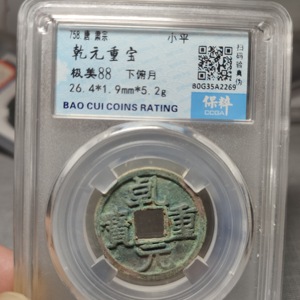 758.唐 肃宗 小平
乾元重宝
极美88 下俯月
26.4*1.9mm*5.2g
扫码验真伪
80G35A2269
BAO CUI COINS RATING
保粹
CCGA
乾元重寶